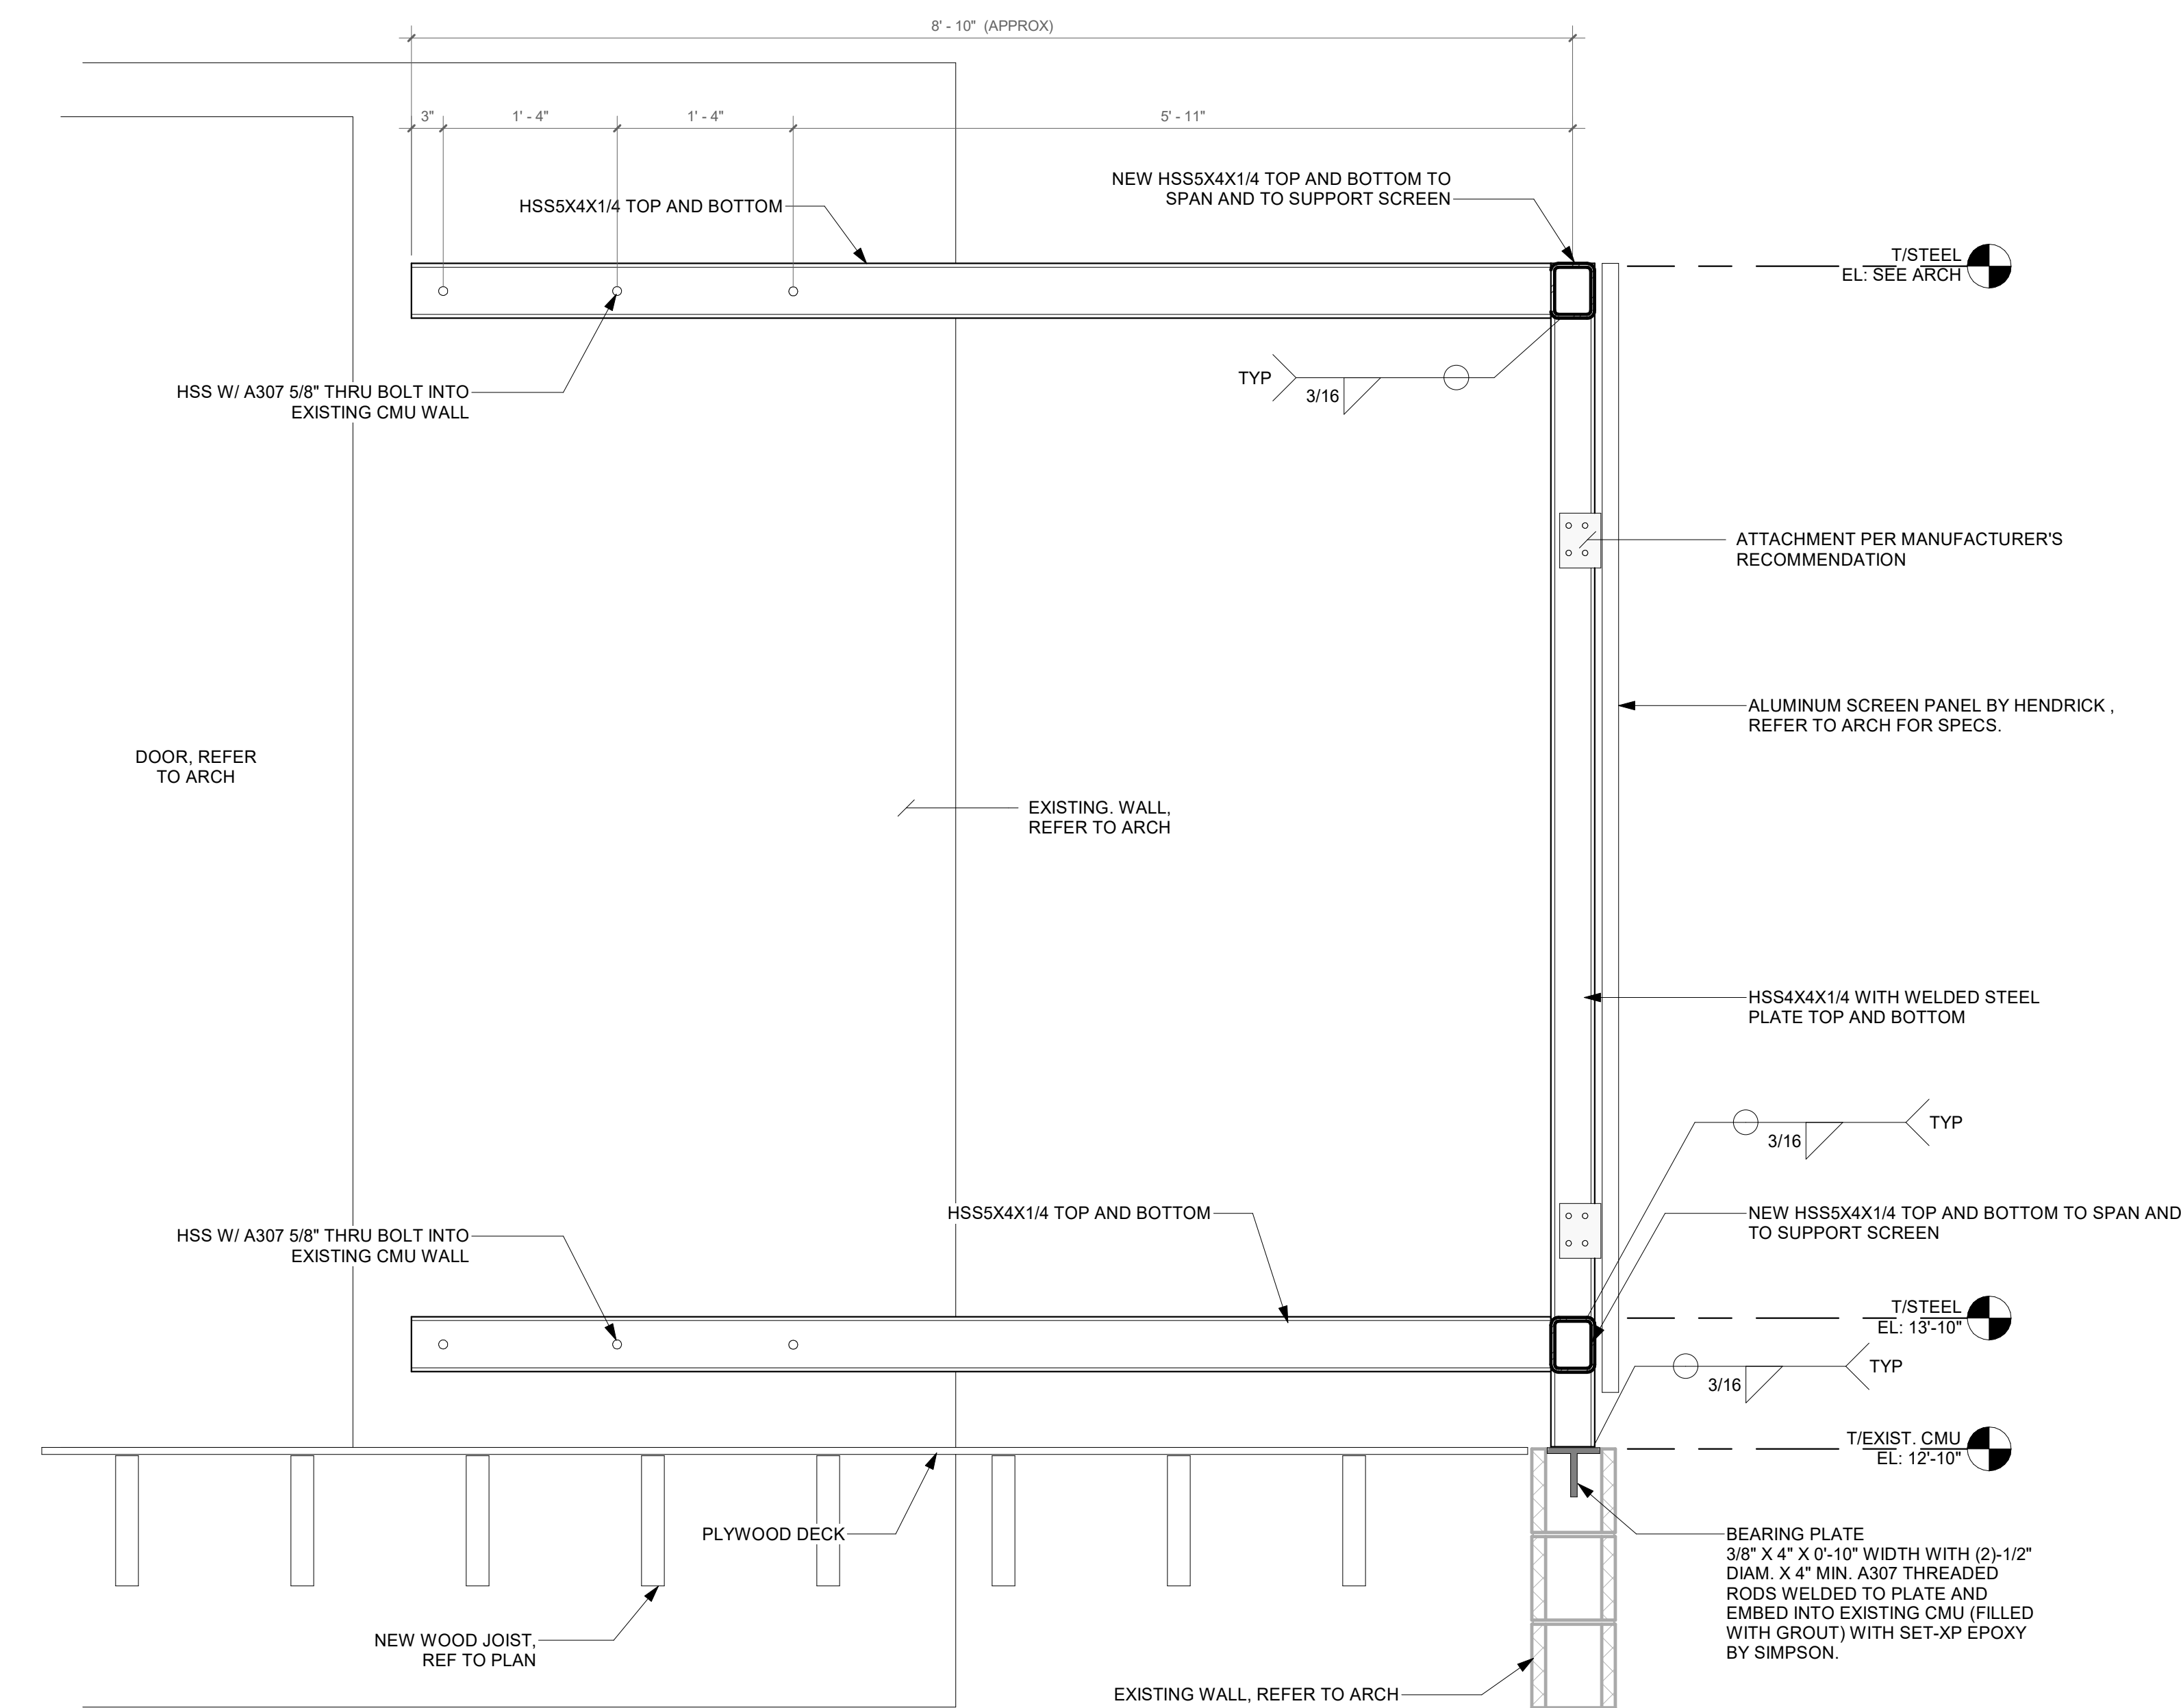 8' - 10" (APPROX)
3"
1' - 4"
1' - 4"
5' - 11"
HSS5X4X1/4 TOP AND BOTTOM
NEW HSS5X4X1/4 TOP AND BOTTOM TO
SPAN AND TO SUPPORT SCREEN
T/STEEL
EL: SEE ARCH
HSS W/ A307 5/8" THRU BOLT INTO
EXISTING CMU WALL
TYP
3/16
ATTACHMENT PER MANUFACTURER'S
RECOMMENDATION
ALUMINUM SCREEN PANEL BY HENDRICK ,
REFER TO ARCH FOR SPECS.
DOOR, REFER
TO ARCH
EXISTING. WALL,
REFER TO ARCH
HSS4X4X1/4 WITH WELDED STEEL
PLATE TOP AND BOTTOM
3/16
TYP
HSS W/ A307 5/8" THRU BOLT INTO
EXISTING CMU WALL
HSS5X4X1/4 TOP AND BOTTOM
NEW HSS5X4X1/4 TOP AND BOTTOM TO SPAN AND
TO SUPPORT SCREEN
T/STEEL
EL: 13'-10"
3/16
TYP
T/EXIST. CMU
EL: 12'-10"
PLYWOOD DECK
BEARING PLATE
3/8" X 4" X 0'-10" WIDTH WITH (2)-1/2"
DIAM. X 4" MIN. A307 THREADED
RODS WELDED TO PLATE AND
EMBED INTO EXISTING CMU (FILLED
WITH GROUT) WITH SET-XP EPOXY
BY SIMPSON.
NEW WOOD JOIST,
REF TO PLAN
EXISTING WALL, REFER TO ARCH